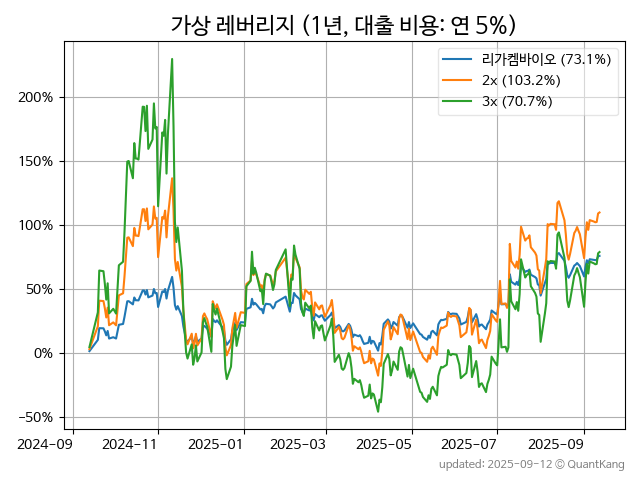 가상 레버리지 (1년, 대출 비용: 연 5%)
리가켐바이오 (73.1%)
2x (103.2%)
3x (70.7%)
200%
150%
100%
50%
0%
−50%
2024-09 2024-11 2025-01 2025-03 2025-05 2025-07 2025-09
updated: 2025-09-12 © QuantKang